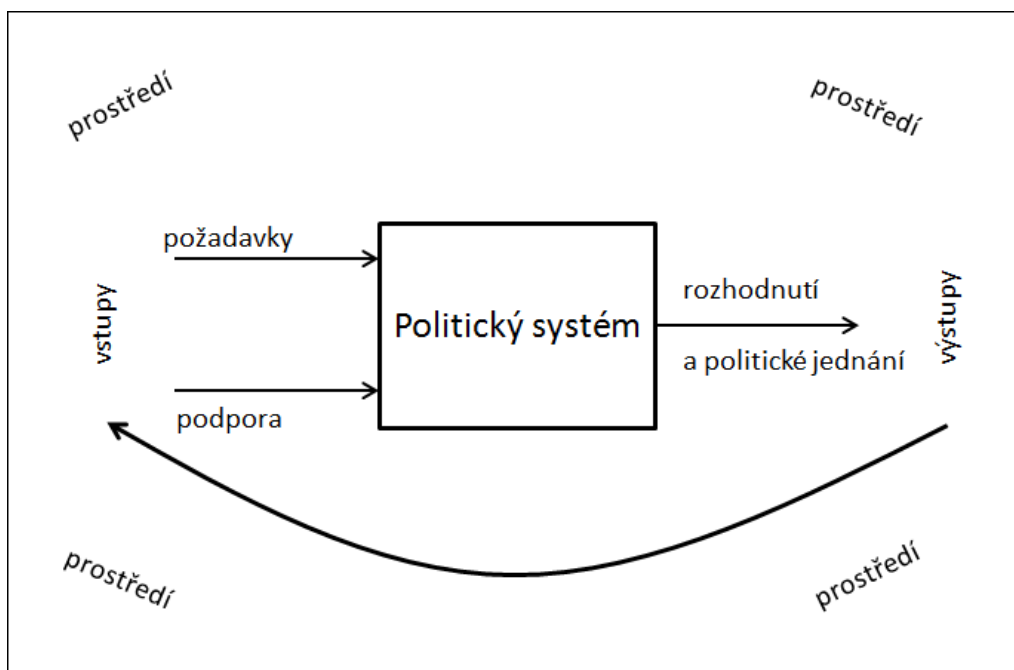 prostředí
prostředí
požadavky
vstupy
podpora
Politický systém
rozhodnutí
a politické jednání
výstupy
prostředí
prostředí